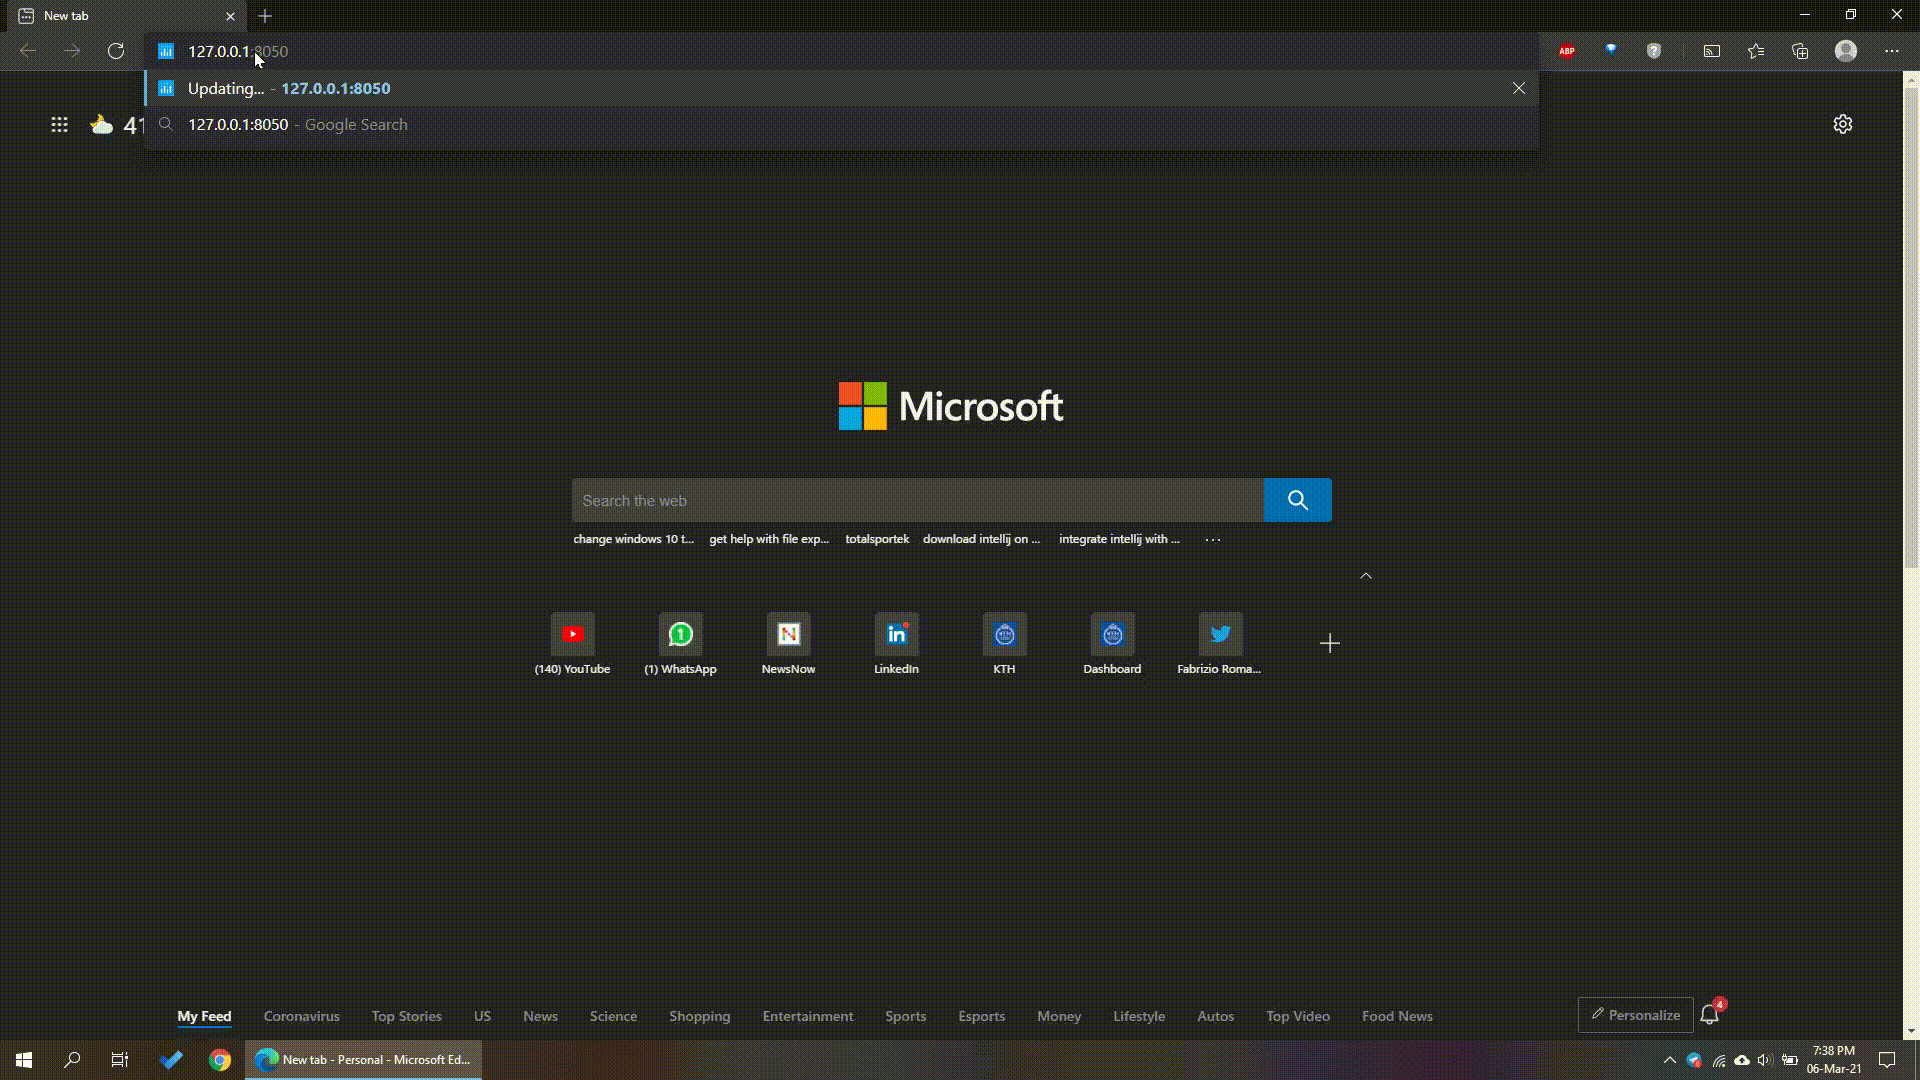 New tab
127.0.0.1:8050
ABP
Updating... - 127.0.0.1:8050
41
127.0.0.1:8050 - Google Search
Microsoft
Search the web
change windows 10 t... get help with file exp... totalsportek download intellij on ... integrate intellij with ... ...
(140) YouTube (1) WhatsApp NewsNow LinkedIn KTH Dashboard Fabrizio Roma...
My Feed Coronavirus Top Stories US News Science Shopping Entertainment Sports Esports Money Lifestyle Autos Top Video Food News Personalize 4
New tab - Personal - Microsoft Ed...
7:38 PM
06-Mar-21